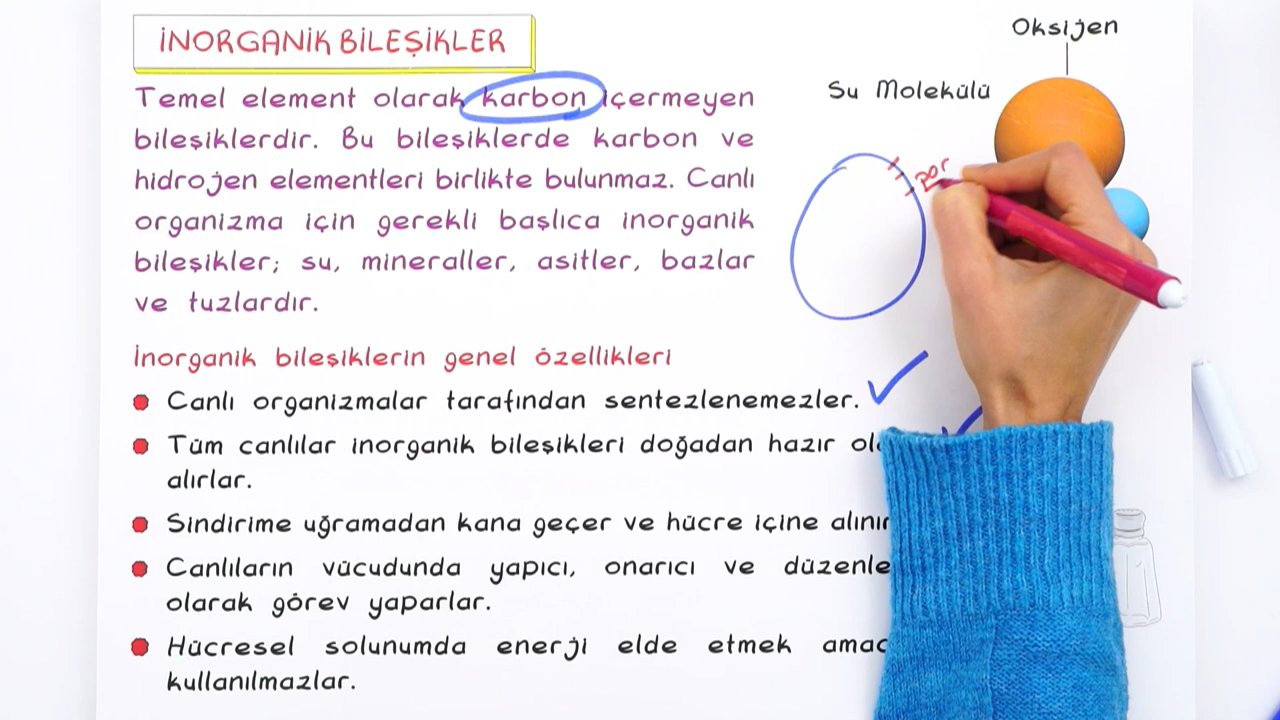 İNORGANİK BİLEŞİKLER
Temel element olarak karbon içermeyen
bileşiklerdir. Bu bileşiklerde karbon ve
hidrojen elementleri birlikte bulunmaz. Canlı
organizma için gerekli başlıca inorganik
bileşikler; su, mineraller, asitler, bazlar
ve tuzlardır.
Oksijen
Su Molekülü
por
İnorganik bileşiklerin genel özellikleri
Canlı organizmalar tarafından sentezlenemezler.
Tüm canlılar inorganik bileşikleri doğadan hazır
alırlar.
Sindirime uğramadan kana geçer ve hücre içine
Canlıların vücudunda yapıcı, onarıcı ve
olarak görev yaparlar.
Hücresel solunumda enerji elde etmek
kullanılmazlar.